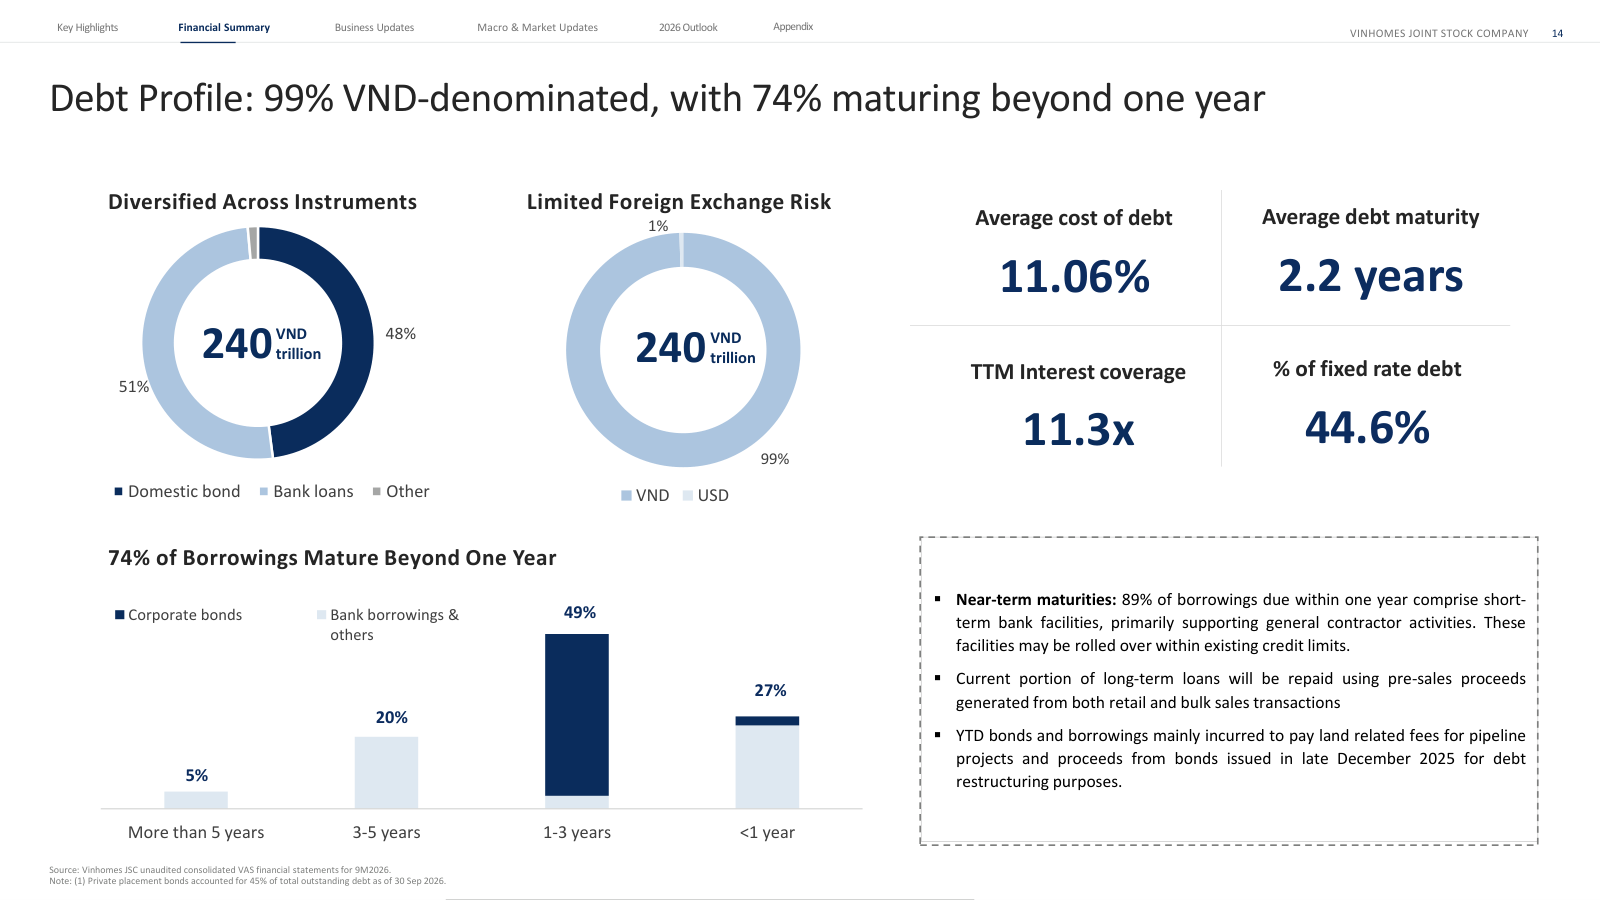 Key Highlights
Financial Summary
Business Updates
Macro & Market Updates
2026 Outlook
Appendix
VINHOMES JOINT STOCK COMPANY 14
Debt Profile: 99% VND-denominated, with 74% maturing beyond one year
Diversified Across Instruments
240 VND
trillion
48%
51%
Domestic bond
Bank loans
Other
Limited Foreign Exchange Risk
1%
240 VND
trillion
99%
VND
USD
Average cost of debt
11.06%
Average debt maturity
2.2 years
TTM Interest coverage
11.3x
% of fixed rate debt
44.6%
74% of Borrowings Mature Beyond One Year
Corporate bonds
Bank borrowings &
others
5%
20%
49%
27%
More than 5 years
3-5 years
1-3 years
<1 year
▪ Near-term maturities: 89% of borrowings due within one year comprise short-
term bank facilities, primarily supporting general contractor activities. These
facilities may be rolled over within existing credit limits.
▪ Current portion of long-term loans will be repaid using pre-sales proceeds
generated from both retail and bulk sales transactions
▪ YTD bonds and borrowings mainly incurred to pay land related fees for pipeline
projects and proceeds from bonds issued in late December 2025 for debt
restructuring purposes.
Source: Vinhomes JSC unaudited consolidated VAS financial statements for 9M2026.
Note: (1) Private placement bonds accounted for 45% of total outstanding debt as of 30 Sep 2026.